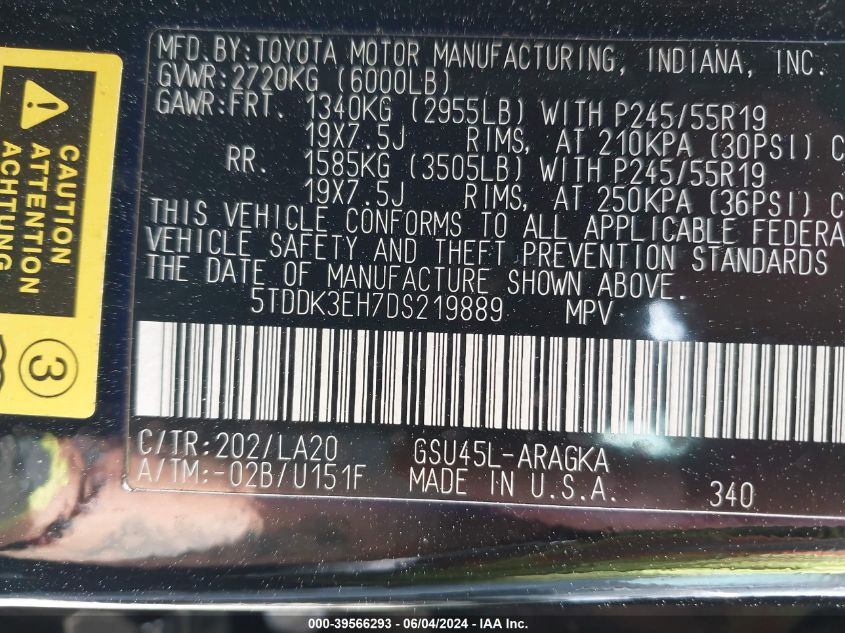 MFD.BY:TOYOTA MOTOR MANUFACTURING, INDIANA, INC.
GVWR:2720KG (6000LB)
GAWR:FRT. 1340KG (2955LB) WITH P245/55R19
19X7.5J RIMS, AT 210KPA (30PSI) C
RR. 1585KG (3505LB) WITH P245/55R19
19X7.5J RIMS, AT 250KPA (36PSI) C
THIS VEHICLE CONFORMS TO ALL APPLICABLE FEDERA
VEHICLE SAFETY AND THEFT PREVENTION STANDARDS
THE DATE OF MANUFACTURE SHOWN ABOVE.
5TDDK3EH7DS219889 MPV
C/TR:202/LA20 GSU45L-ARAGKA
A/TM:-02B/U151F MADE IN U.S.A. 340
CAUTION
ATTENTION
ACHTUNG
3
000-39566293 - 06/04/2024 - IAA Inc.